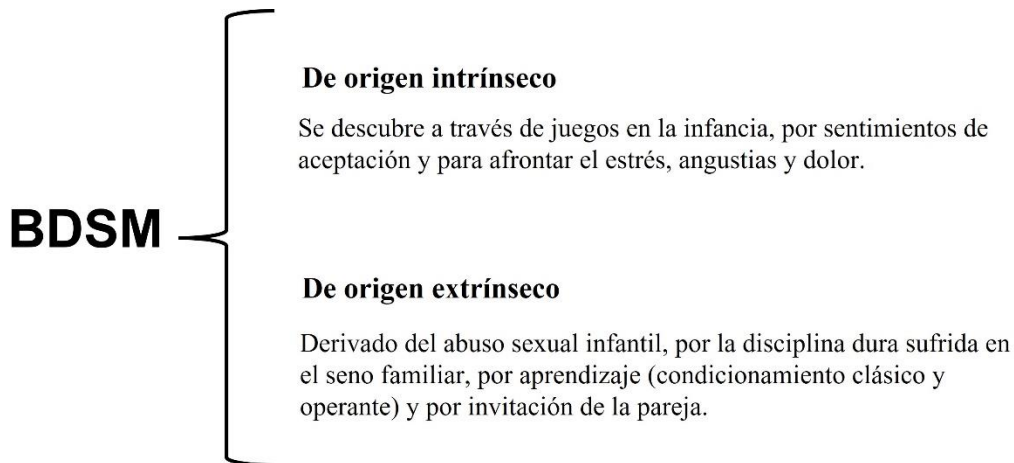 De origen intrínseco
Se descubre a través de juegos en la infancia, por sentimientos de
aceptación y para afrontar el estrés, angustias y dolor.
BDSM
De origen extrínseco
Derivado del abuso sexual infantil, por la disciplina dura sufrida en
el seno familiar, por aprendizaje (condicionamiento clásico y
operante) y por invitación de la pareja.